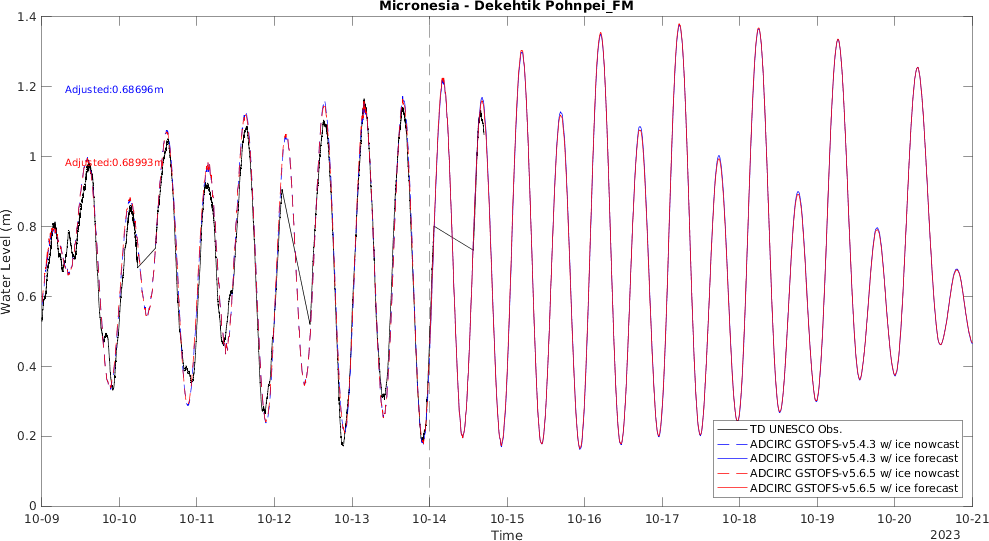 Micronesia - Dekehtik Pohnpei_FM
1.4
1.2
1
0.8
0.6
0.4
0.2
0
Water Level (m)
Adjusted:0.68696m
Adjusted:0.68993m
TD UNESCO Obs.
ADCIRC GSTOFS-v5.4.3 w/ ice nowcast
ADCIRC GSTOFS-v5.4.3 w/ ice forecast
ADCIRC GSTOFS-v5.6.5 w/ ice nowcast
ADCIRC GSTOFS-v5.6.5 w/ ice forecast
10-09 10-10 10-11 10-12 10-13 10-14 10-15 10-16 10-17 10-18 10-19 10-20 10-21
Time
2023